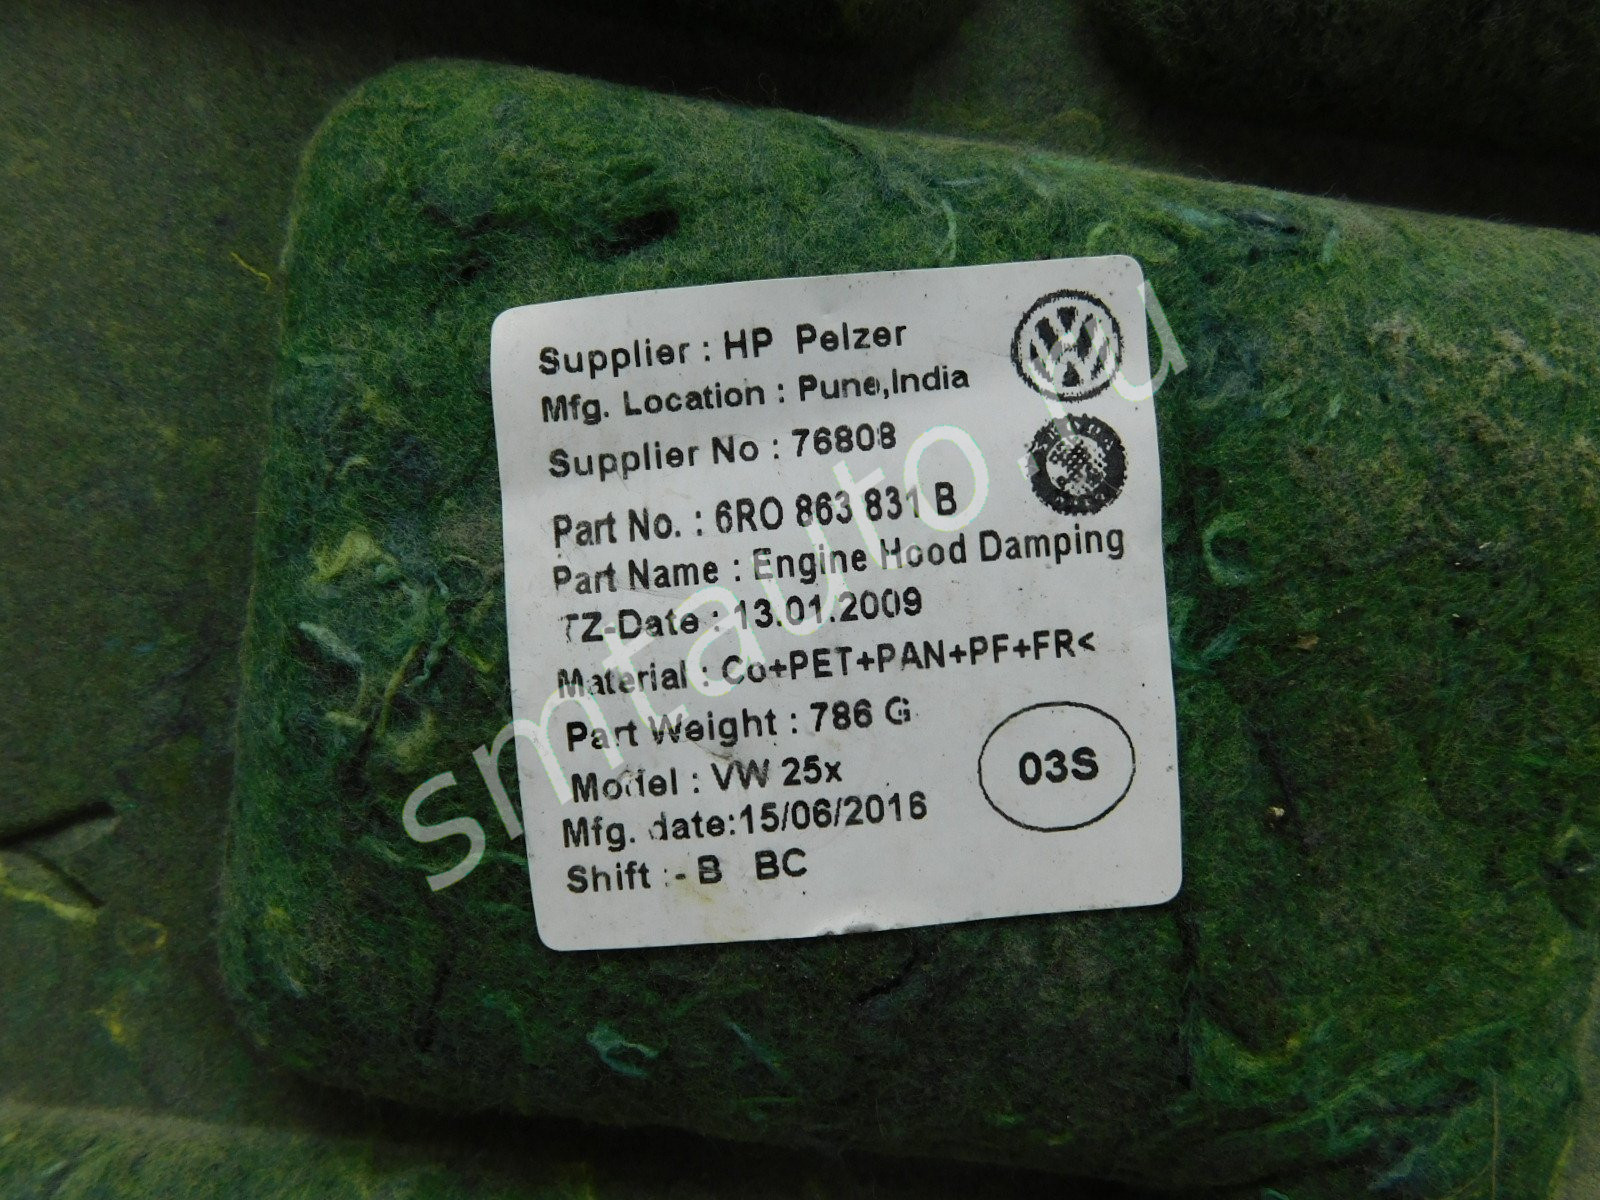 Supplier : HP Pelzer
Mfg. Location : Pune,India
Supplier No : 76808
Part No. : 6RO 863 831 B
Part Name : Engine Hood Damping
TZ-Date : 13.01.2009
Material : Co+PET+PAN+PF+FR<
Part Weight : 786 G
Model : VW 25x
03S
Mfg. date:15/06/2016
Shift :- B BC
smtauto.ru